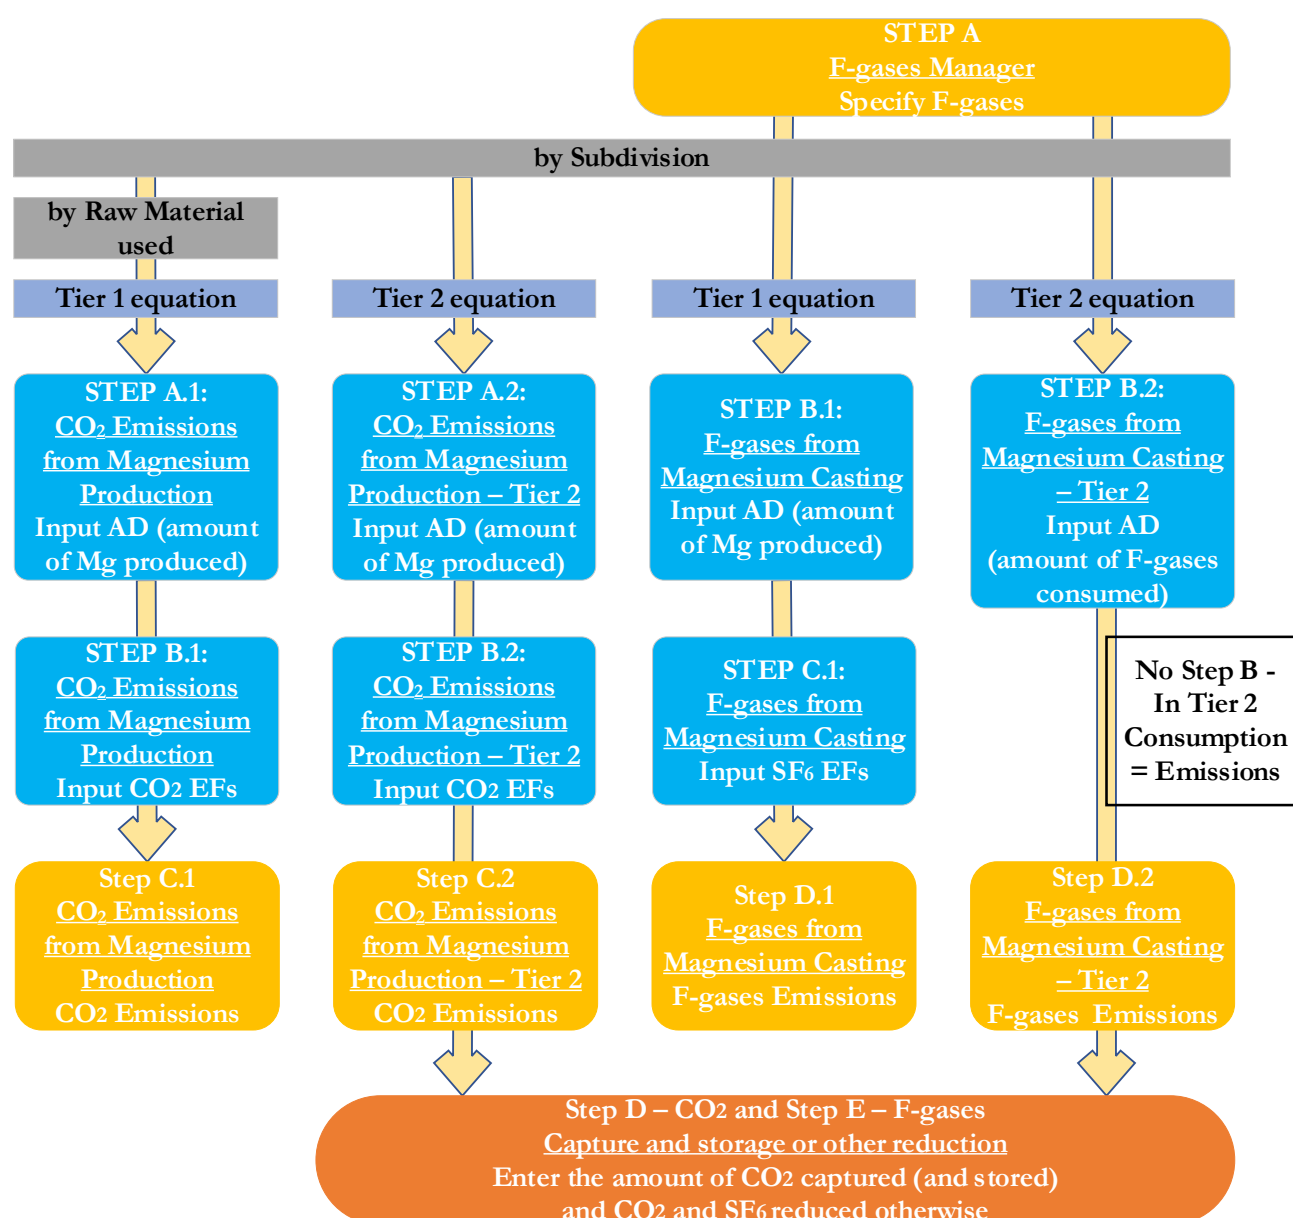 STEP A
F-gases Manager
Specify F-gases
by Subdivision
by Raw Material
used
Tier 1 equation
Tier 2 equation
Tier 1 equation
Tier 2 equation
STEP A.1:
CO₂ Emissions
from Magnesium
Production
Input AD (amount
of Mg produced)
STEP A.2:
CO₂ Emissions
from Magnesium
Production – Tier 2
Input AD (amount
of Mg produced)
STEP B.1:
F-gases from
Magnesium Casting
Input AD (amount
of Mg produced)
STEP B.2:
F-gases from
Magnesium Casting
– Tier 2
Input AD
(amount of F-gases
consumed)
STEP B.1:
CO₂ Emissions
from Magnesium
Production
Input CO₂ EFs
STEP B.2:
CO₂ Emissions
from Magnesium
Production – Tier 2
Input CO₂ EFs
STEP C.1:
F-gases from
Magnesium Casting
Input SF₆ EFs
No Step B -
In Tier 2
Consumption
= Emissions
Step C.1
CO₂ Emissions
from Magnesium
Production
CO₂ Emissions
Step C.2
CO₂ Emissions
from Magnesium
Production – Tier 2
CO₂ Emissions
Step D.1
F-gases from
Magnesium Casting
F-gases Emissions
Step D.2
F-gases from
Magnesium Casting
– Tier 2
F-gases Emissions
Step D – CO₂ and Step E – F-gases
Capture and storage or other reduction
Enter the amount of CO₂ captured (and stored)
and CO₂ and SF₆ reduced otherwise